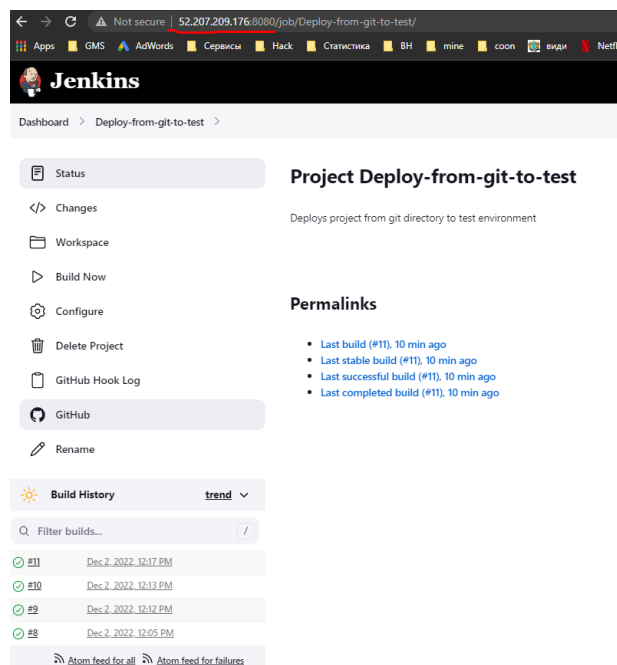 Not secure | 52.207.209.176:8080/job/Deploy-from-git-to-test/
Apps GMS AdWords Сервисы Hack Статистика BH mine coon види Netfl
Jenkins
Dashboard > Deploy-from-git-to-test >
Status
Changes
Workspace
Build Now
Configure
Delete Project
GitHub Hook Log
GitHub
Rename
Build History trend
Filter builds... /
#11 Dec 2, 2022, 12:17 PM
#10 Dec 2, 2022, 12:13 PM
#9 Dec 2, 2022, 12:12 PM
#8 Dec 2, 2022, 12:05 PM
Atom feed for all Atom feed for failures
Project Deploy-from-git-to-test
Deploys project from git directory to test environment
Permalinks
Last build (#11), 10 min ago
Last stable build (#11), 10 min ago
Last successful build (#11), 10 min ago
Last completed build (#11), 10 min ago